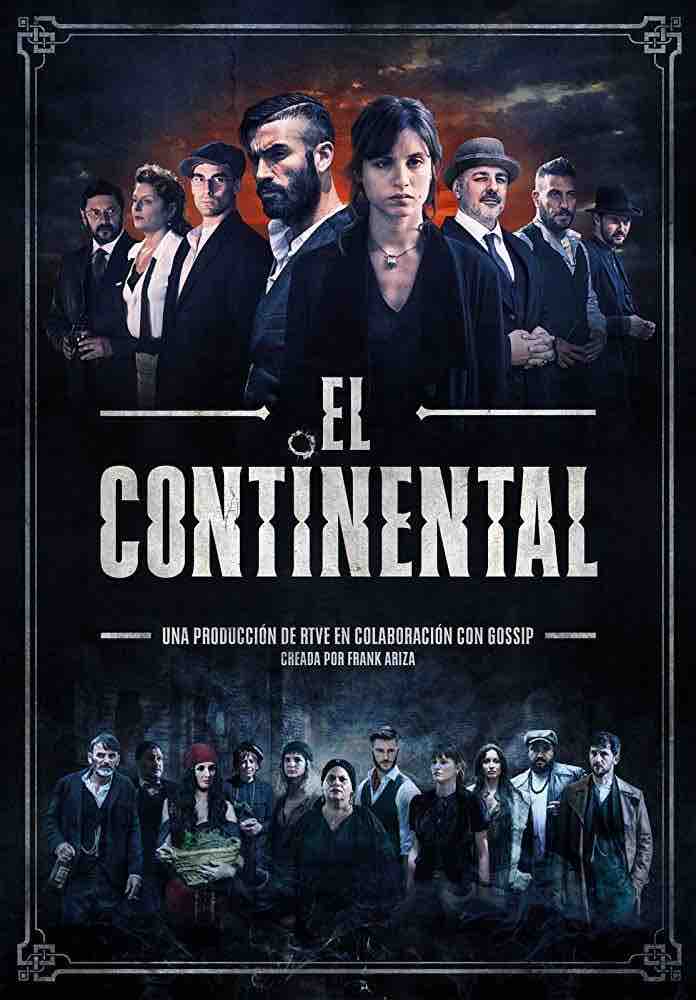 EL
CONTINENTAL
UNA PRODUCCIÓN DE RTVE EN COLABORACIÓN CON GOSSIP
CREADA POR FRANK ARIZA